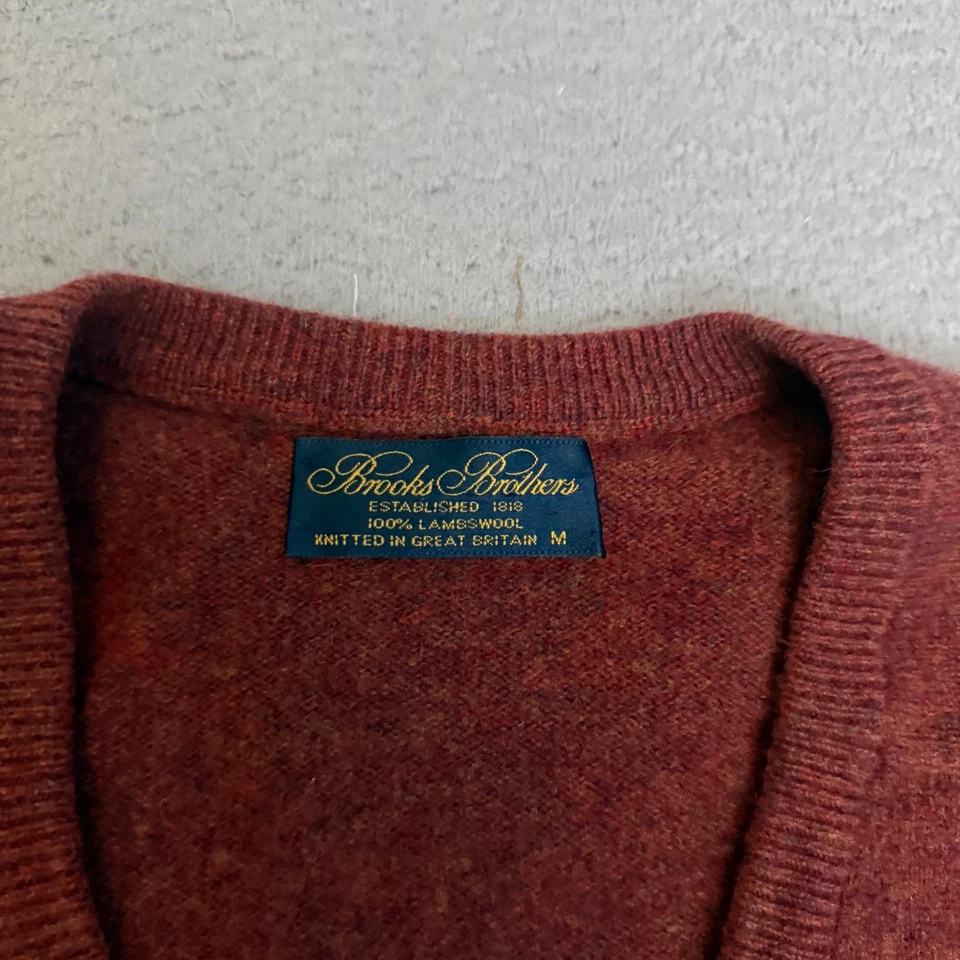 Brooks Brothers
ESTABLISHED 1818
100% LAMBSWOOL
KNITTED IN GREAT BRITAIN M